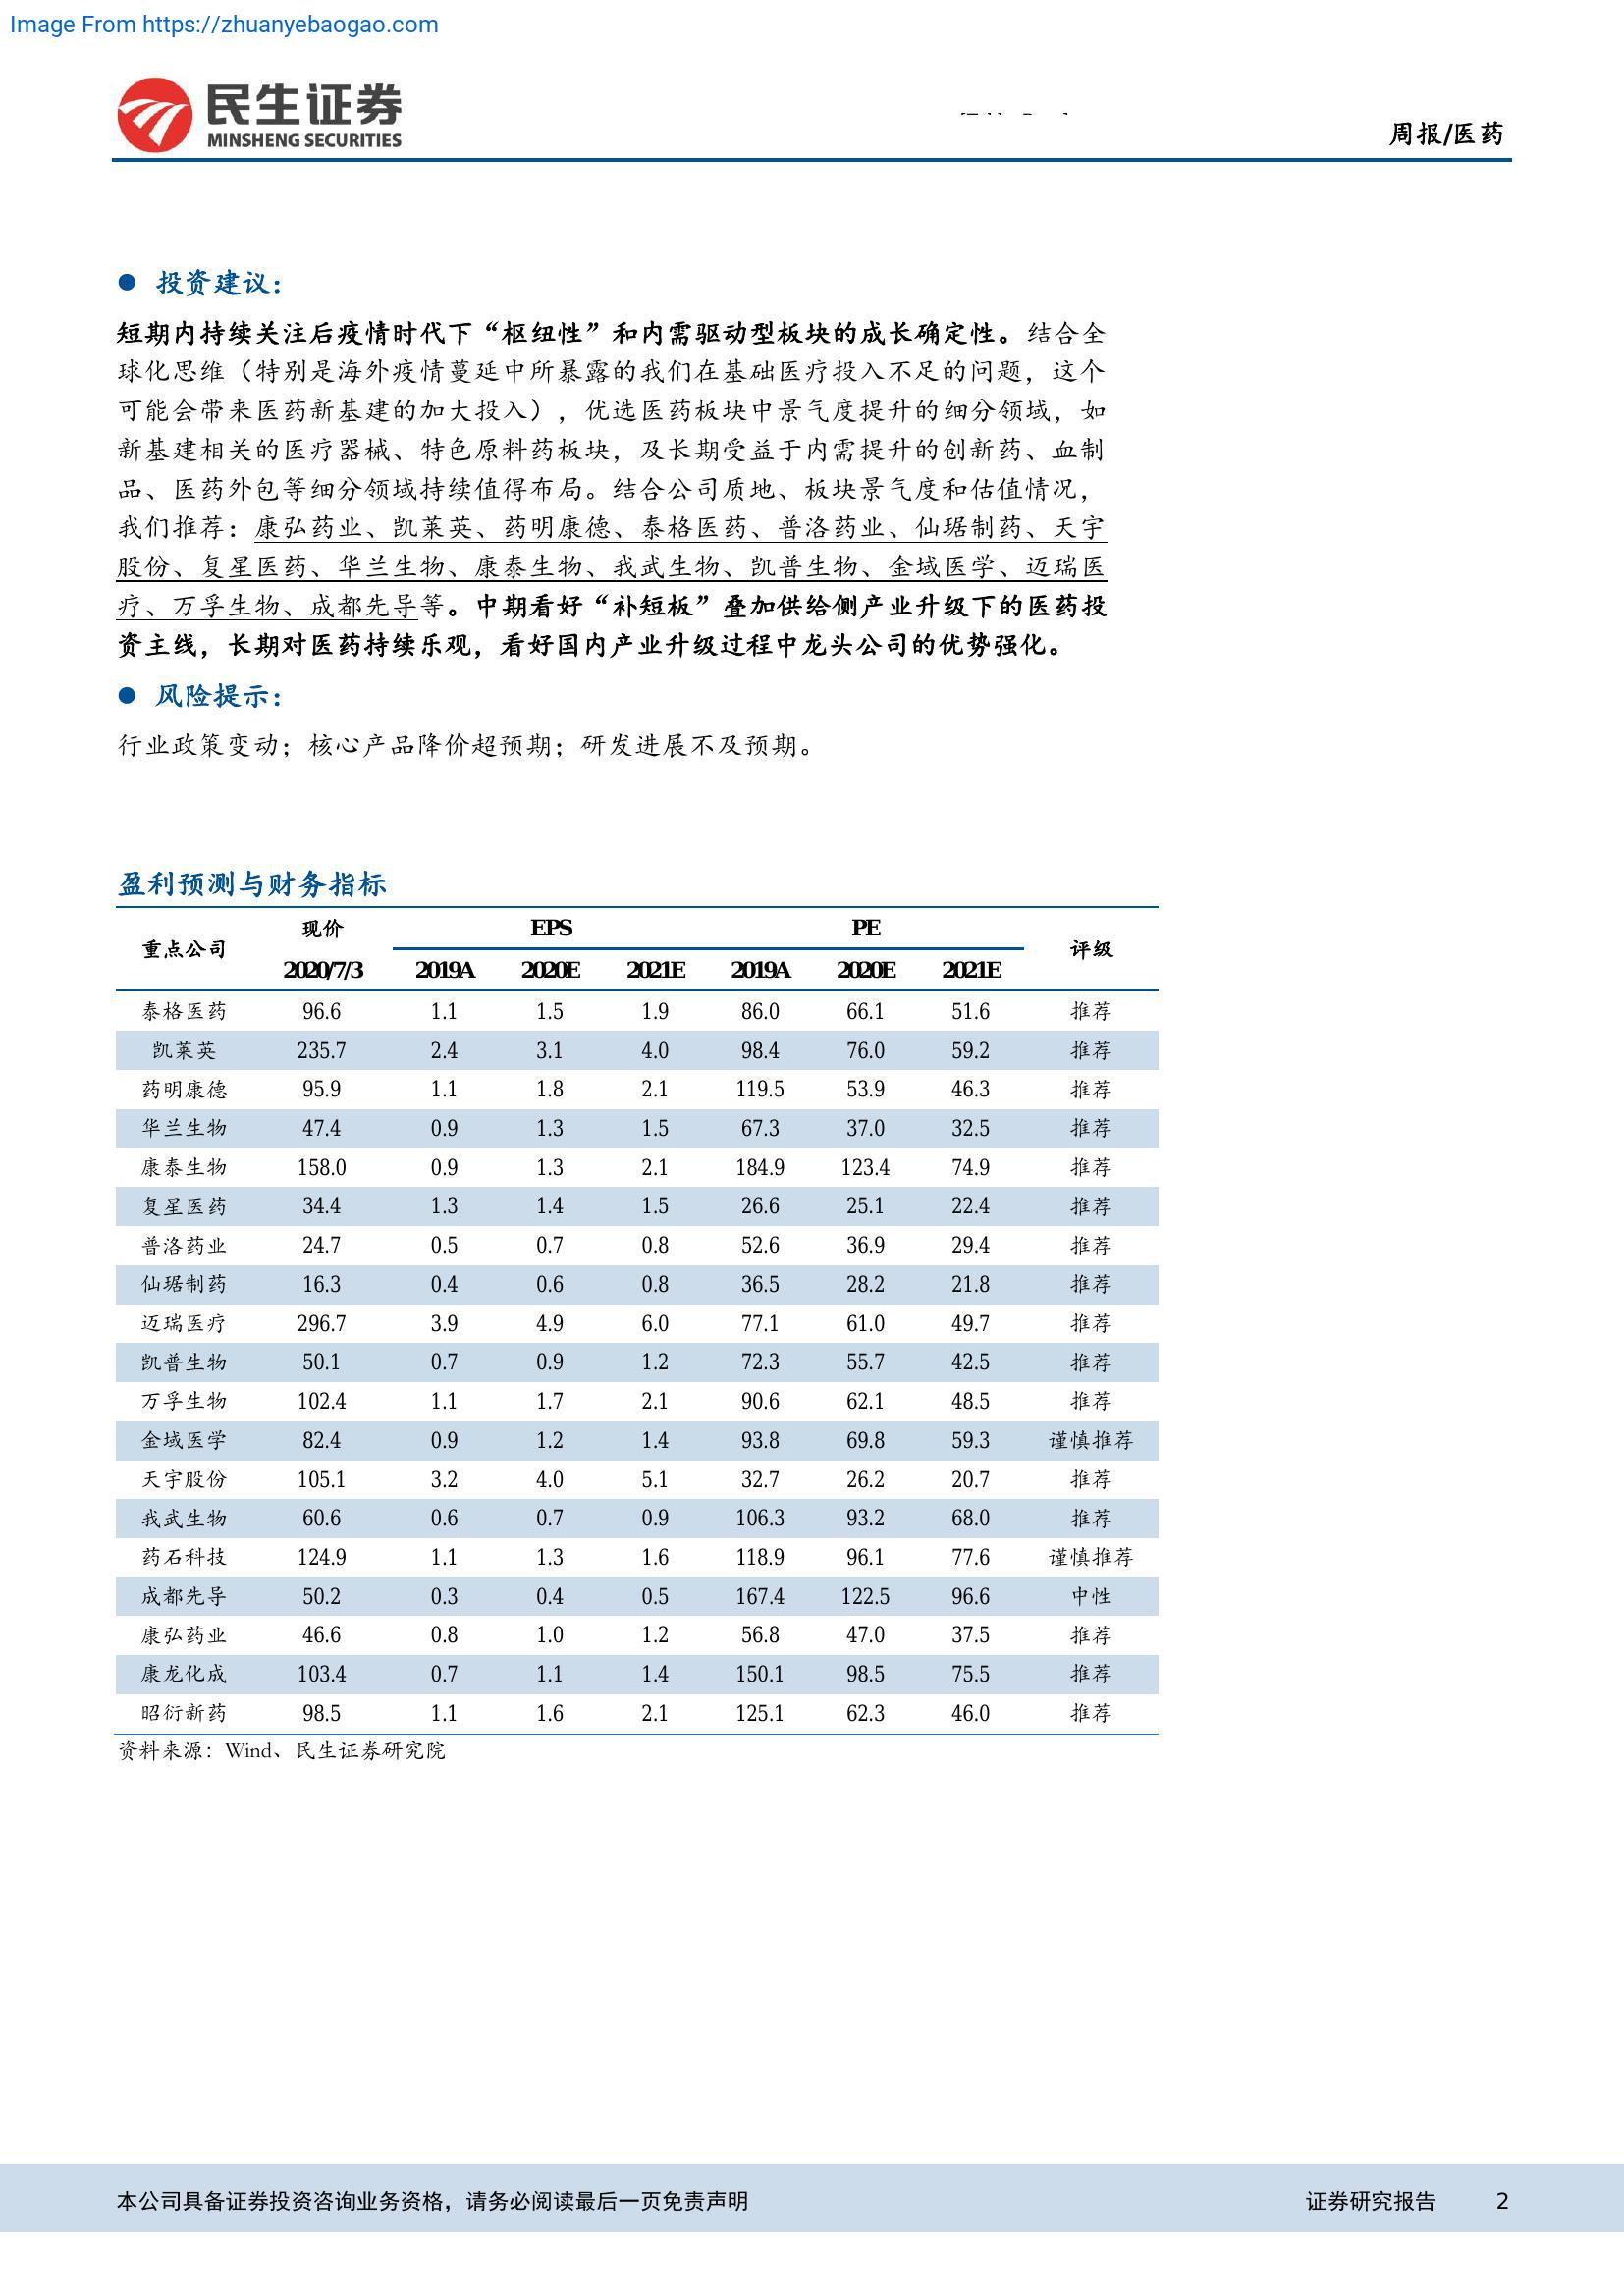 Image From https://zhuanyebaogao.com
民生证券
MINSHENG SECURITIES
周报/医药
● 投资建议：
短期内持续关注后疫情时代下“枢纽性”和内需驱动型板块的成长确定性。结合全
球化思维（特别是海外疫情蔓延中所暴露的我们在基础医疗投入不足的问题，这个
可能会带来医药新基建的加大投入），优选医药板块中景气度提升的细分领域，如
新基建相关的医疗器械、特色原料药板块，及长期受益于内需提升的创新药、血制
品、医药外包等细分领域持续值得布局。结合公司质地、板块景气度和估值情况，
我们推荐：康弘药业、凯莱英、药明康德、泰格医药、普洛药业、仙琚制药、天宇
股份、复星医药、华兰生物、康泰生物、我武生物、凯普生物、金域医学、迈瑞医
疗、万孚生物、成都先导等。中期看好“补短板”叠加供给侧产业升级下的医药投
资主线，长期对医药持续乐观，看好国内产业升级过程中龙头公司的优势强化。
● 风险提示：
行业政策变动；核心产品降价超预期；研发进展不及预期。
盈利预测与财务指标
重点公司 现价 EPS PE 评级
2020/7/3 2019A 2020E 2021E 2019A 2020E 2021E
泰格医药 96.6 1.1 1.5 1.9 86.0 66.1 51.6 推荐
凯莱英 235.7 2.4 3.1 4.0 98.4 76.0 59.2 推荐
药明康德 95.9 1.1 1.8 2.1 119.5 53.9 46.3 推荐
华兰生物 47.4 0.9 1.3 1.5 67.3 37.0 32.5 推荐
康泰生物 158.0 0.9 1.3 2.1 184.9 123.4 74.9 推荐
复星医药 34.4 1.3 1.4 1.5 26.6 25.1 22.4 推荐
普洛药业 24.7 0.5 0.7 0.8 52.6 36.9 29.4 推荐
仙琚制药 16.3 0.4 0.6 0.8 36.5 28.2 21.8 推荐
迈瑞医疗 296.7 3.9 4.9 6.0 77.1 61.0 49.7 推荐
凯普生物 50.1 0.7 0.9 1.2 72.3 55.7 42.5 推荐
万孚生物 102.4 1.1 1.7 2.1 90.6 62.1 48.5 推荐
金域医学 82.4 0.9 1.2 1.4 93.8 69.8 59.3 谨慎推荐
天宇股份 105.1 3.2 4.0 5.1 32.7 26.2 20.7 推荐
我武生物 60.6 0.6 0.7 0.9 106.3 93.2 68.0 推荐
药石科技 124.9 1.1 1.3 1.6 118.9 96.1 77.6 谨慎推荐
成都先导 50.2 0.3 0.4 0.5 167.4 122.5 96.6 中性
康弘药业 46.6 0.8 1.0 1.2 56.8 47.0 37.5 推荐
康龙化成 103.4 0.7 1.1 1.4 150.1 98.5 75.5 推荐
昭衍新药 98.5 1.1 1.6 2.1 125.1 62.3 46.0 推荐
资料来源：Wind、民生证券研究院
本公司具备证券投资咨询业务资格，请务必阅读最后一页免责声明 证券研究报告 2